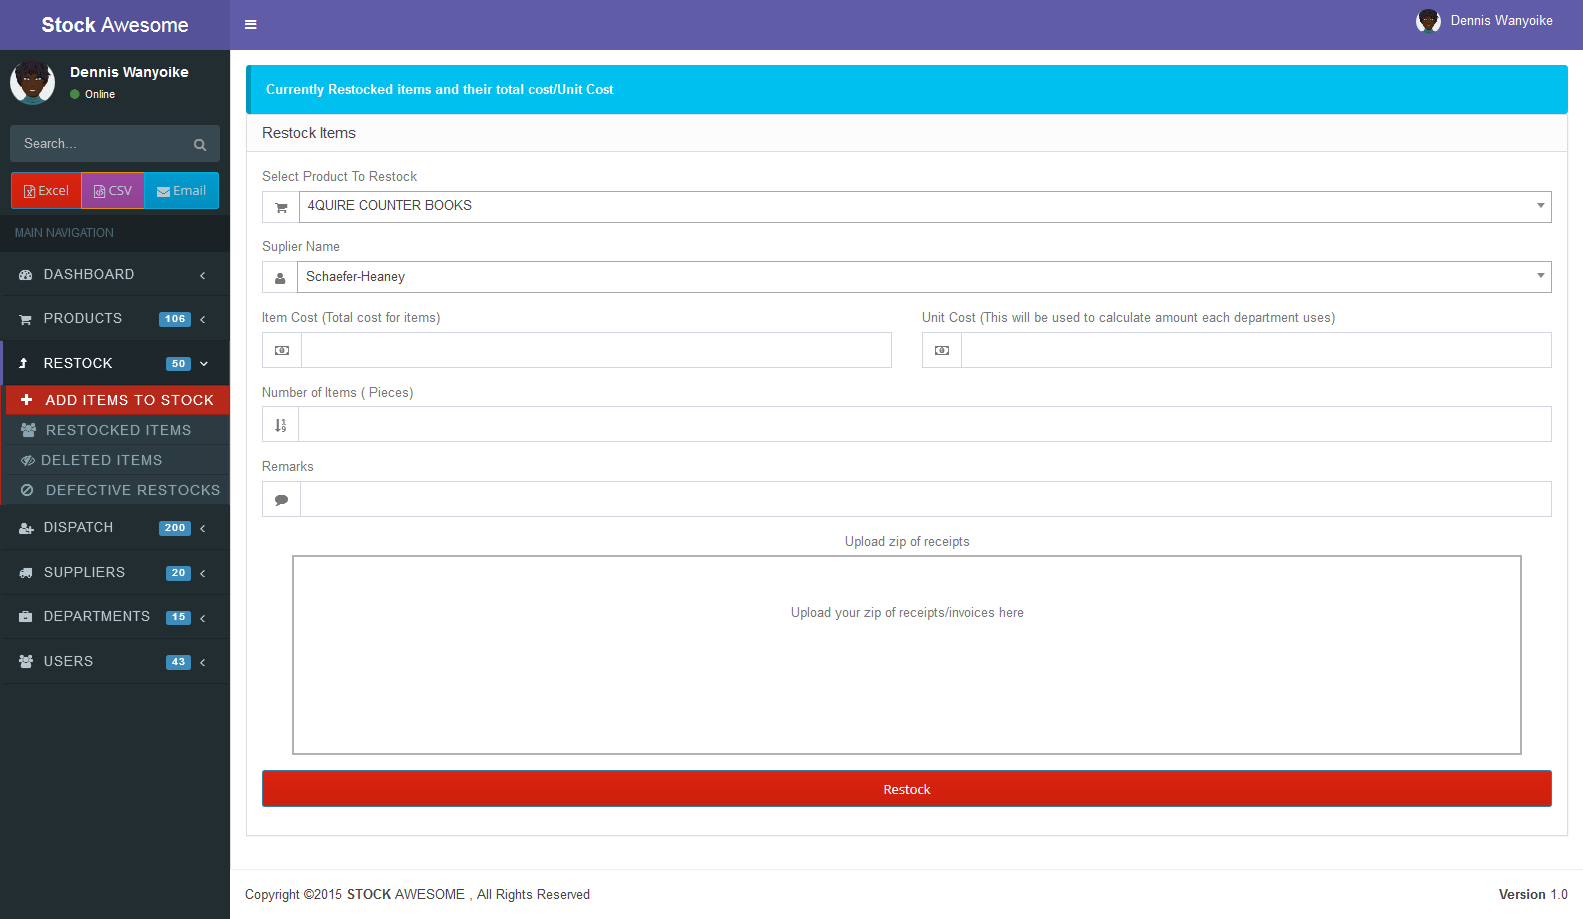 Stock Awesome
Dennis Wanyoike
Dennis Wanyoike
Online
Search...
Excel CSV Email
MAIN NAVIGATION
DASHBOARD
PRODUCTS 106
RESTOCK 50
ADD ITEMS TO STOCK
RESTOCKED ITEMS
DELETED ITEMS
DEFECTIVE RESTOCKS
DISPATCH 200
SUPPLIERS 20
DEPARTMENTS 15
USERS 43
Currently Restocked items and their total cost/Unit Cost
Restock Items
Select Product To Restock
4QUIRE COUNTER BOOKS
Suplier Name
Schaefer-Heaney
Item Cost (Total cost for items)
Unit Cost (This will be used to calculate amount each department uses)
Number of Items ( Pieces)
Remarks
Upload zip of receipts
Upload your zip of receipts/invoices here
Restock
Copyright ©2015 STOCK AWESOME , All Rights Reserved
Version 1.0